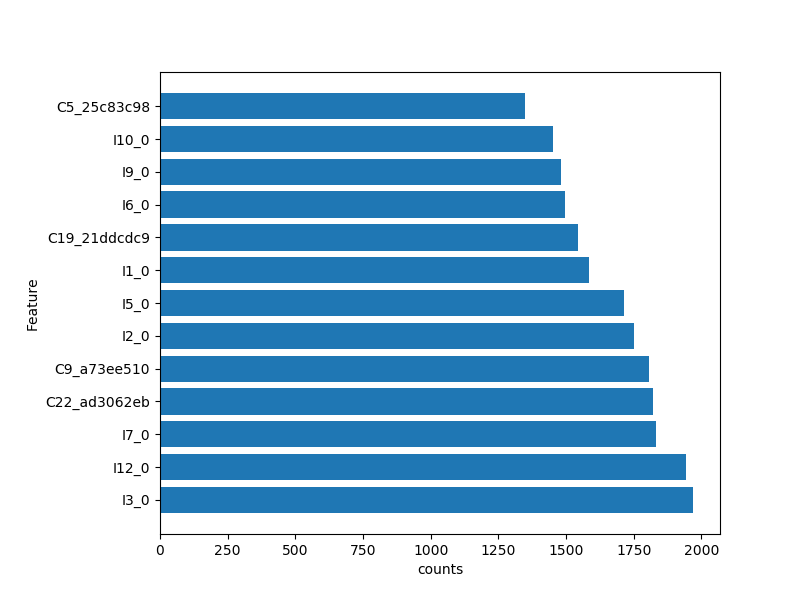 C5_25c83c98
I10_0
I9_0
I6_0
C19_21ddcdc9
I1_0
I5_0
I2_0
C9_a73ee510
C22_ad3062eb
I7_0
I12_0
I3_0
Feature
0 250 500 750 1000 1250 1500 1750 2000
counts